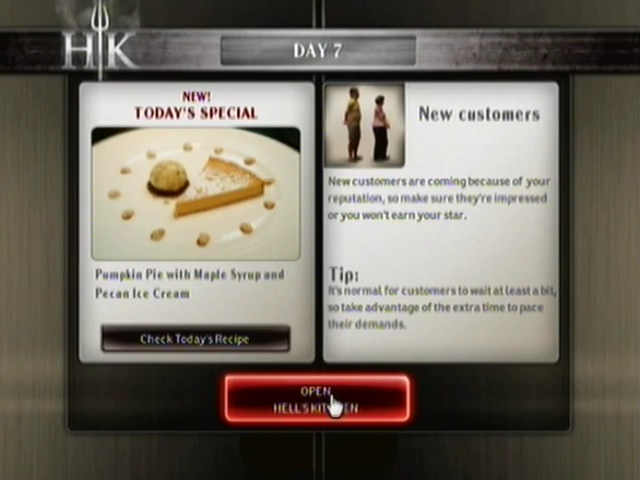 HK
DAY 7
NEW!
TODAY'S SPECIAL
Pumpkin Pie with Maple Syrup and
Pecan Ice Cream
Check Today's Recipe
New customers
New customers are coming because of your
reputation, so make sure they're impressed
or you won't earn your star.
Tip:
It's normal for customers to wait at least a bit,
so take advantage of the extra time to pace
their demands.
OPEN
HELL'S KITCHEN